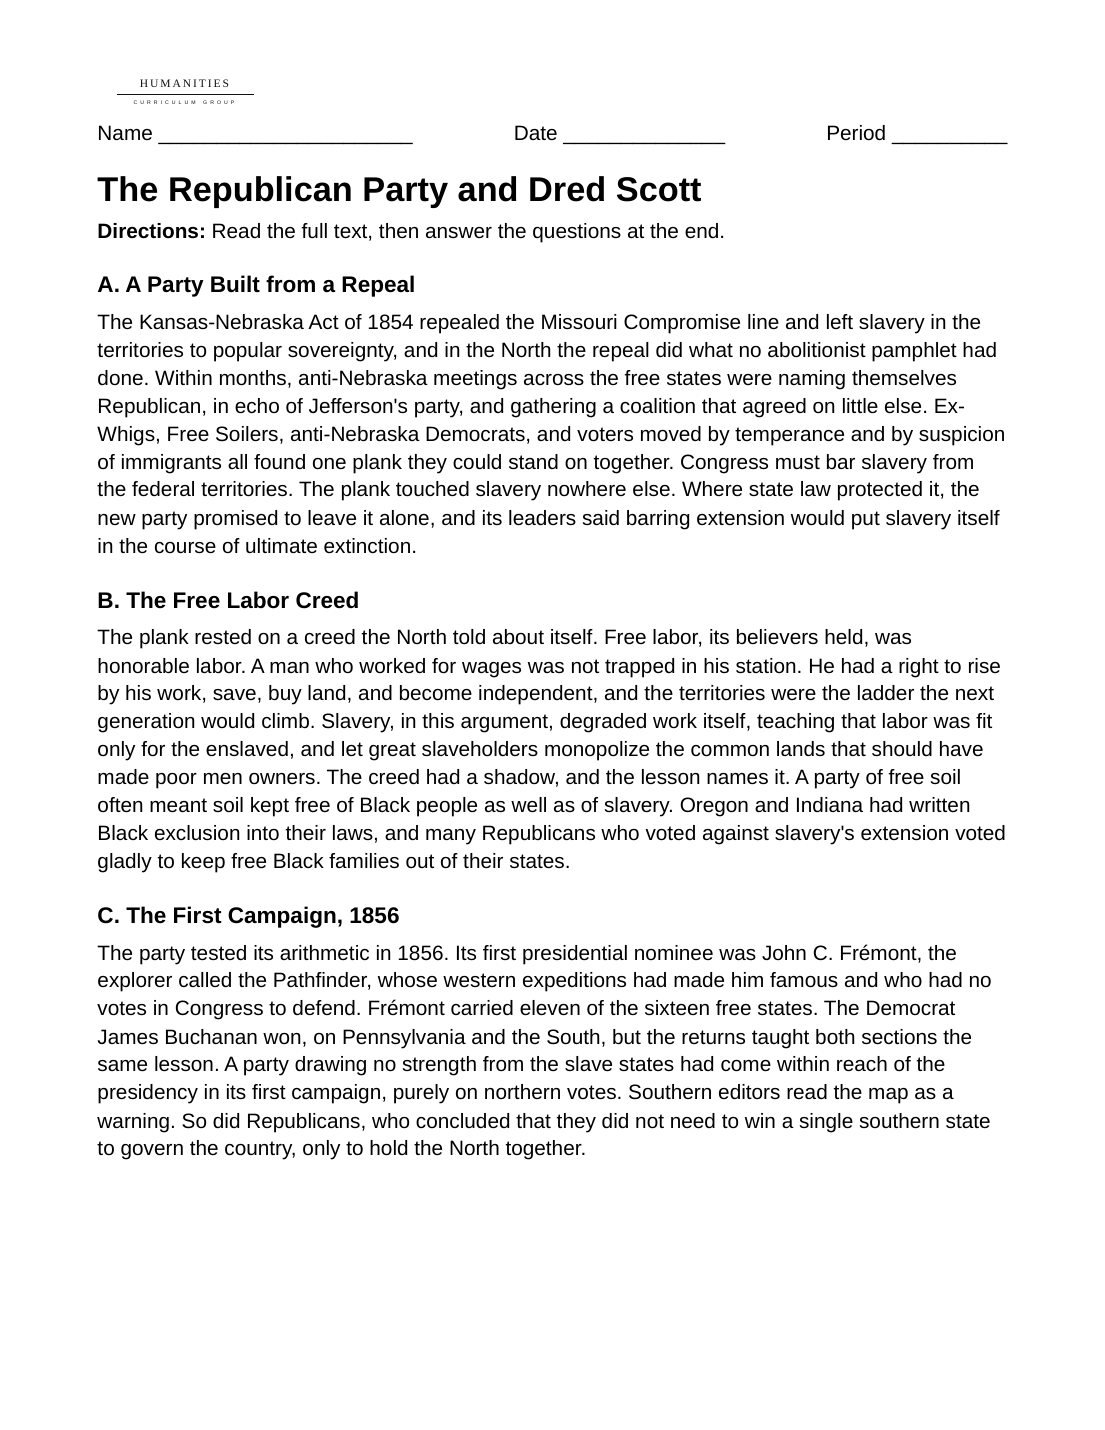 HUMANITIES
CURRICULUM GROUP
Name ______________________ Date ______________ Period __________
The Republican Party and Dred Scott
Directions: Read the full text, then answer the questions at the end.
A. A Party Built from a Repeal
The Kansas-Nebraska Act of 1854 repealed the Missouri Compromise line and left slavery in the
territories to popular sovereignty, and in the North the repeal did what no abolitionist pamphlet had
done. Within months, anti-Nebraska meetings across the free states were naming themselves
Republican, in echo of Jefferson's party, and gathering a coalition that agreed on little else. Ex-
Whigs, Free Soilers, anti-Nebraska Democrats, and voters moved by temperance and by suspicion
of immigrants all found one plank they could stand on together. Congress must bar slavery from
the federal territories. The plank touched slavery nowhere else. Where state law protected it, the
new party promised to leave it alone, and its leaders said barring extension would put slavery itself
in the course of ultimate extinction.
B. The Free Labor Creed
The plank rested on a creed the North told about itself. Free labor, its believers held, was
honorable labor. A man who worked for wages was not trapped in his station. He had a right to rise
by his work, save, buy land, and become independent, and the territories were the ladder the next
generation would climb. Slavery, in this argument, degraded work itself, teaching that labor was fit
only for the enslaved, and let great slaveholders monopolize the common lands that should have
made poor men owners. The creed had a shadow, and the lesson names it. A party of free soil
often meant soil kept free of Black people as well as of slavery. Oregon and Indiana had written
Black exclusion into their laws, and many Republicans who voted against slavery's extension voted
gladly to keep free Black families out of their states.
C. The First Campaign, 1856
The party tested its arithmetic in 1856. Its first presidential nominee was John C. Frémont, the
explorer called the Pathfinder, whose western expeditions had made him famous and who had no
votes in Congress to defend. Frémont carried eleven of the sixteen free states. The Democrat
James Buchanan won, on Pennsylvania and the South, but the returns taught both sections the
same lesson. A party drawing no strength from the slave states had come within reach of the
presidency in its first campaign, purely on northern votes. Southern editors read the map as a
warning. So did Republicans, who concluded that they did not need to win a single southern state
to govern the country, only to hold the North together.